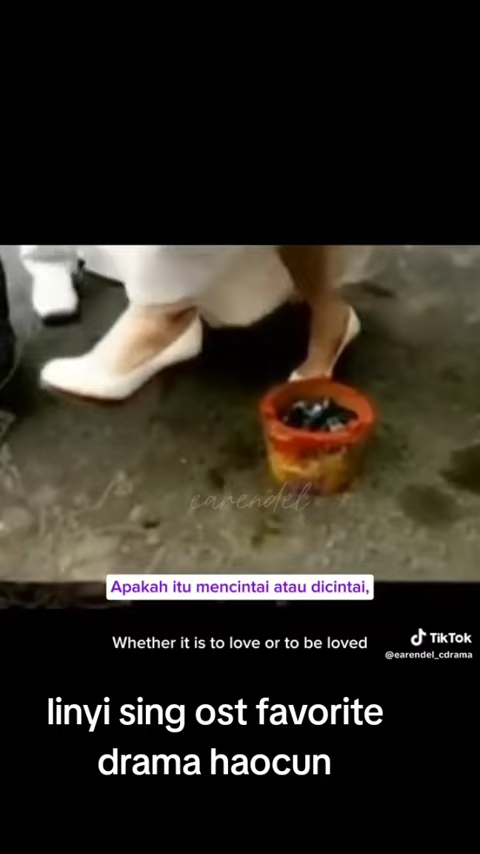 earendel
Apakah itu mencintai atau dicintai,
Whether it is to love or to be loved
TikTok
@earendel_cdrama
linyi sing ost favorite
drama haocun